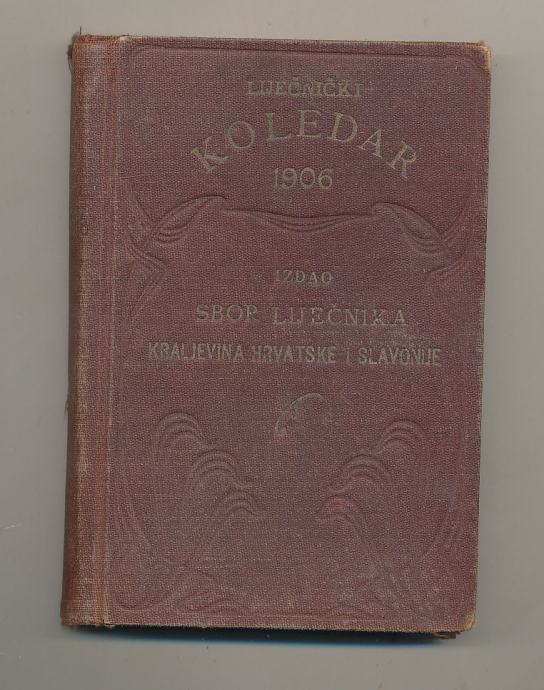 LIJEČNIČKI
KOLEDAR
1906
IZDAO
SBOR LIJEČNIKA
KRALJEVINA HRVATSKE I SLAVONIJE